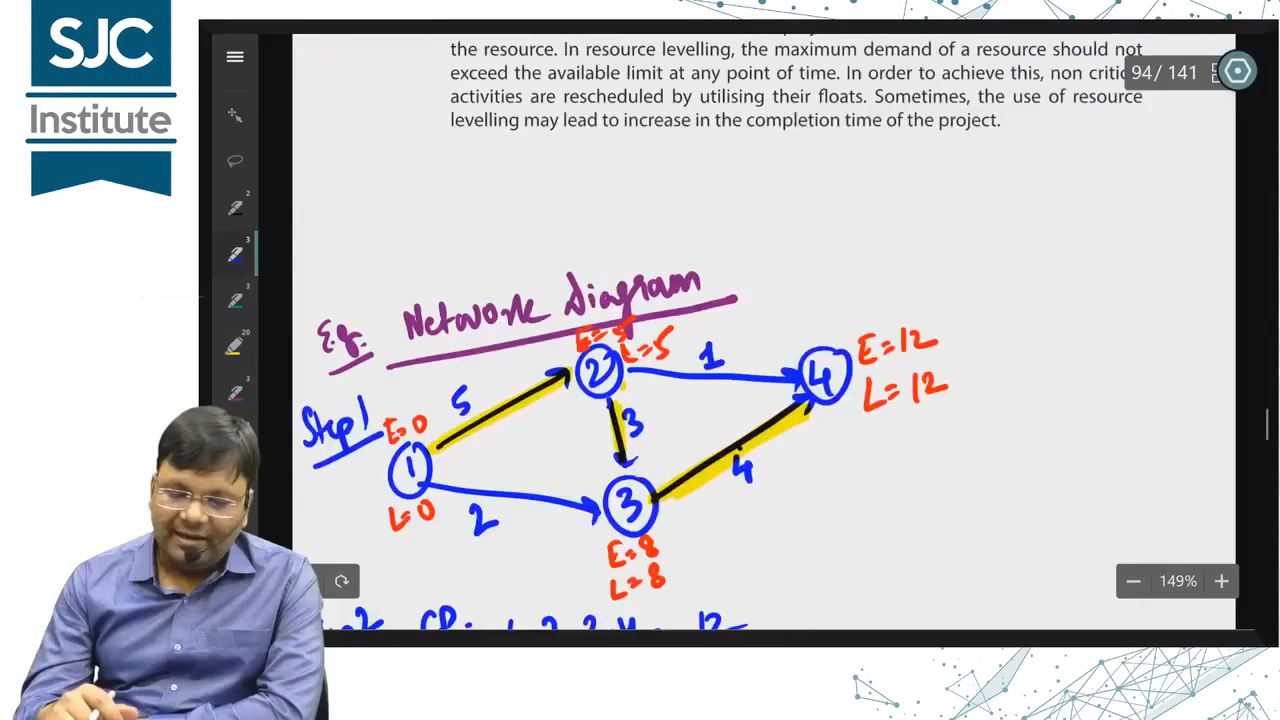 SJC
Institute
the resource. In resource levelling, the maximum demand of a resource should not
exceed the available limit at any point of time. In order to achieve this, non
activities are rescheduled by utilising their floats. Sometimes, the use of resource
levelling may lead to increase in the completion time of the project.
94 / 141
2
3
3
20
3
E.g. Network Diagram
Step 1
E=0
1
L=0
5
2
E=5
L=5
2
1
3
4
E=12
L=12
3
E=8
L=8
4
149%